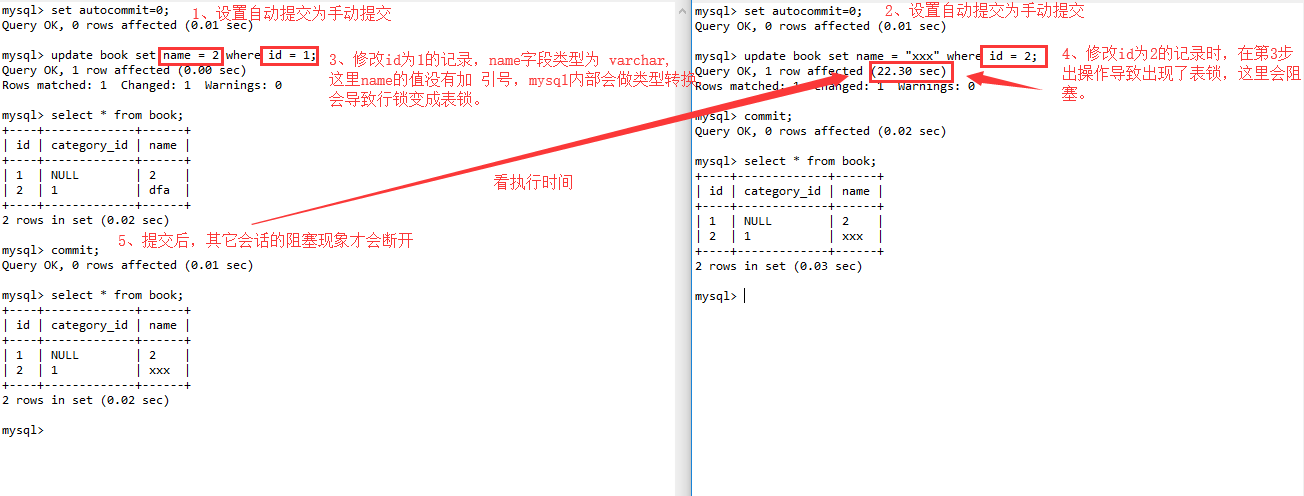 mysql> set autocommit=0;
1、设置自动提交为手动提交
Query OK, 0 rows affected (0.01 sec)
mysql> update book set name = 2 where id = 1;
3、修改id为1的记录，name字段类型为 varchar,
这里name的值没有加 引号，mysql内部会做类型转换
会导致行锁变成表锁。
Query OK, 1 row affected (0.00 sec)
Rows matched: 1  Changed: 1  Warnings: 0
mysql> select * from book;
+----+-------------+------+
| id | category_id | name |
+----+-------------+------+
| 1  | NULL        | 2    |
| 2  | 1           | dfa  |
+----+-------------+------+
2 rows in set (0.02 sec)
5、提交后，其它会话的阻塞现象才会断开
mysql> commit;
Query OK, 0 rows affected (0.01 sec)
mysql> select * from book;
+----+-------------+------+
| id | category_id | name |
+----+-------------+------+
| 1  | NULL        | 2    |
| 2  | 1           | xxx  |
+----+-------------+------+
2 rows in set (0.02 sec)
mysql>
看执行时间
mysql> set autocommit=0;
2、设置自动提交为手动提交
Query OK, 0 rows affected (0.01 sec)
mysql> update book set name = "xxx" where id = 2;
4、修改id为2的记录时，在第3步
出操作导致出现了表锁，这里会阻
塞。
Query OK, 1 row affected (22.30 sec)
Rows matched: 1  Changed: 1  Warnings: 0
mysql> commit;
Query OK, 0 rows affected (0.02 sec)
mysql> select * from book;
+----+-------------+------+
| id | category_id | name |
+----+-------------+------+
| 1  | NULL        | 2    |
| 2  | 1           | xxx  |
+----+-------------+------+
2 rows in set (0.03 sec)
mysql>